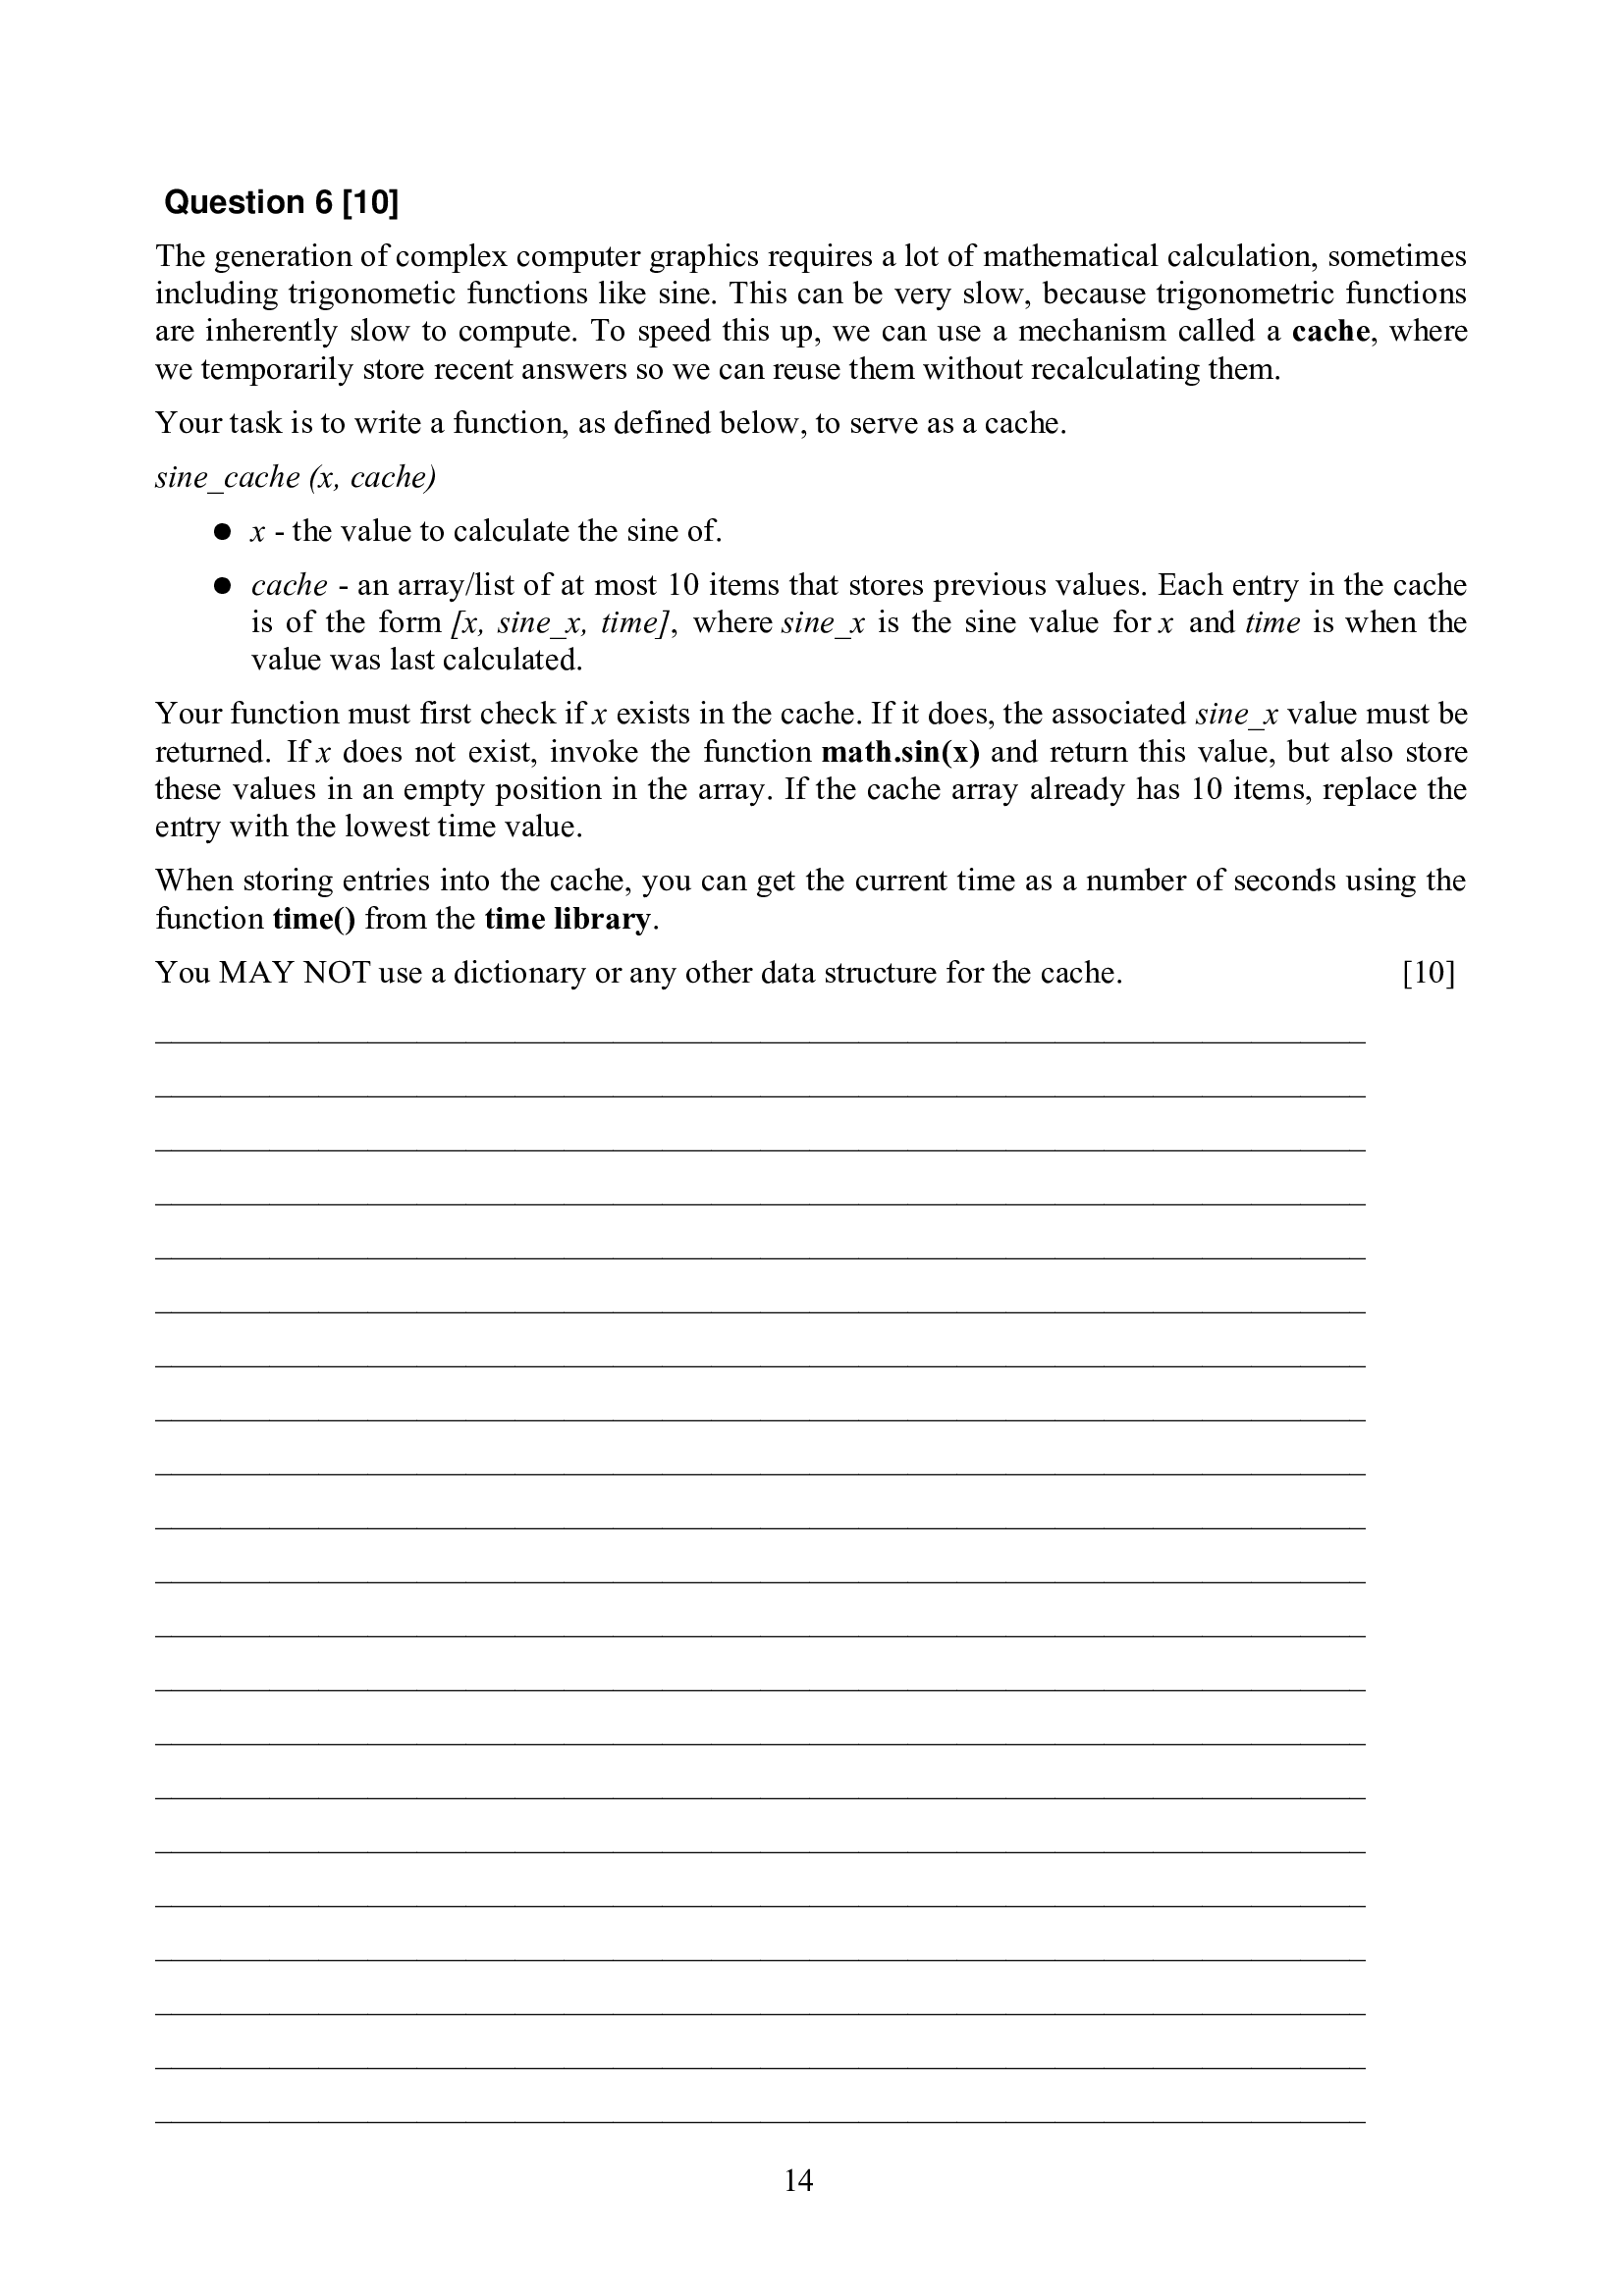 Question 6 [10]
The generation of complex computer graphics requires a lot of mathematical calculation, sometimes
including trigonometic functions like sine. This can be very slow, because trigonometric functions
are inherently slow to compute. To speed this up, we can use a mechanism called a cache, where
we temporarily store recent answers so we can reuse them without recalculating them.
Your task is to write a function, as defined below, to serve as a cache.
sine_cache (x, cache)
● x - the value to calculate the sine of.
● cache - an array/list of at most 10 items that stores previous values. Each entry in the cache
is of the form [x, sine_x, time], where sine_x is the sine value for x and time is when the
value was last calculated.
Your function must first check if x exists in the cache. If it does, the associated sine_x value must be
returned. If x does not exist, invoke the function math.sin(x) and return this value, but also store
these values in an empty position in the array. If the cache array already has 10 items, replace the
entry with the lowest time value.
When storing entries into the cache, you can get the current time as a number of seconds using the
function time() from the time library.
You MAY NOT use a dictionary or any other data structure for the cache. [10]
14